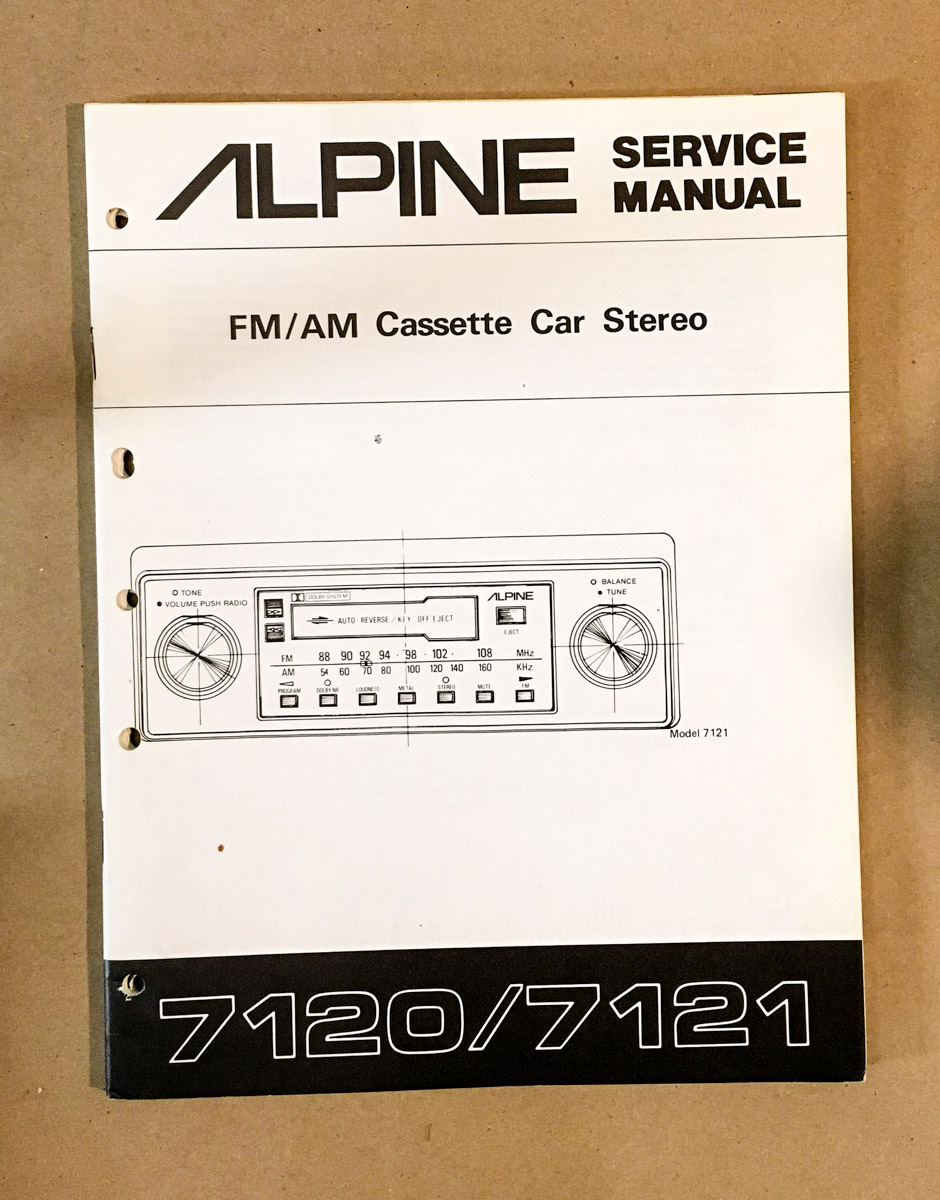 ALPINE SERVICE MANUAL
FM/AM Cassette Car Stereo
TONE
VOLUME PUSH RADIO
DOLBY SYSTEM
AUTO REVERSE / KEY OFF EJECT
ALPINE
EJECT
BALANCE
TUNE
FM 88 90 92 94 · 98 · 102 · 108 MHz
AM 54 60 70 80 100 120 140 160 KHz
PROGRAM DOLBY NR LOUDNESS METAL STEREO MUTE FM
Model 7121
7120/7121